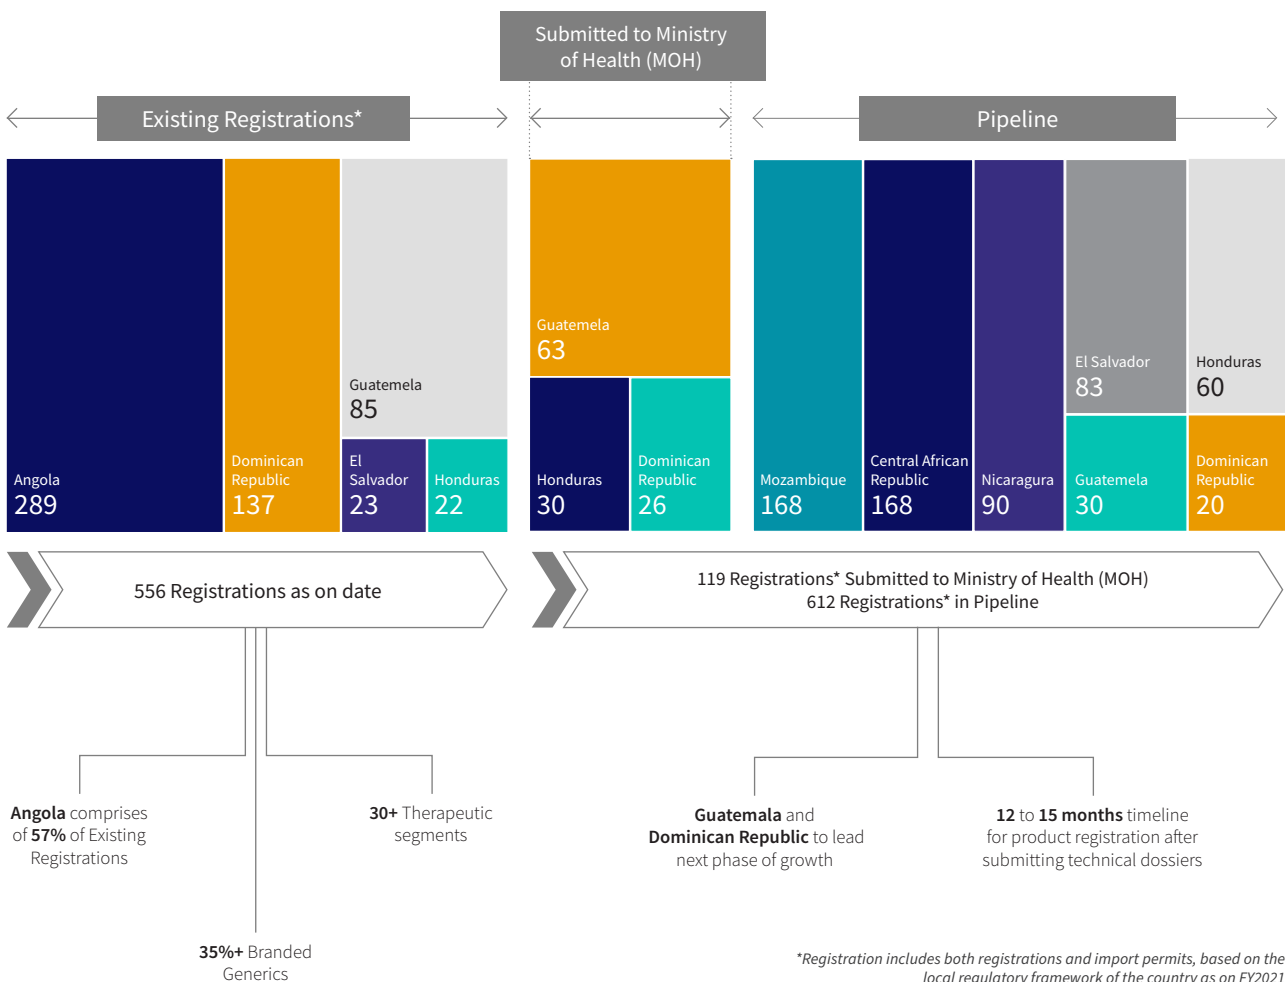 Submitted to Ministry
of Health (MOH)
Existing Registrations*
Pipeline
Angola
289
Dominican
Republic
137
Guatemela
85
El
Salvador
23
Honduras
22
Guatemela
63
Honduras
30
Dominican
Republic
26
Mozambique
168
Central African
Republic
168
Nicaragura
90
El Salvador
83
Honduras
60
Guatemela
30
Dominican
Republic
20
556 Registrations as on date
119 Registrations* Submitted to Ministry of Health (MOH)
612 Registrations* in Pipeline
Angola comprises
of 57% of Existing
Registrations
30+ Therapeutic
segments
35%+ Branded
Generics
Guatemala and
Dominican Republic to lead
next phase of growth
12 to 15 months timeline
for product registration after
submitting technical dossiers
*Registration includes both registrations and import permits, based on the
local regulatory framework of the country as on FY2021